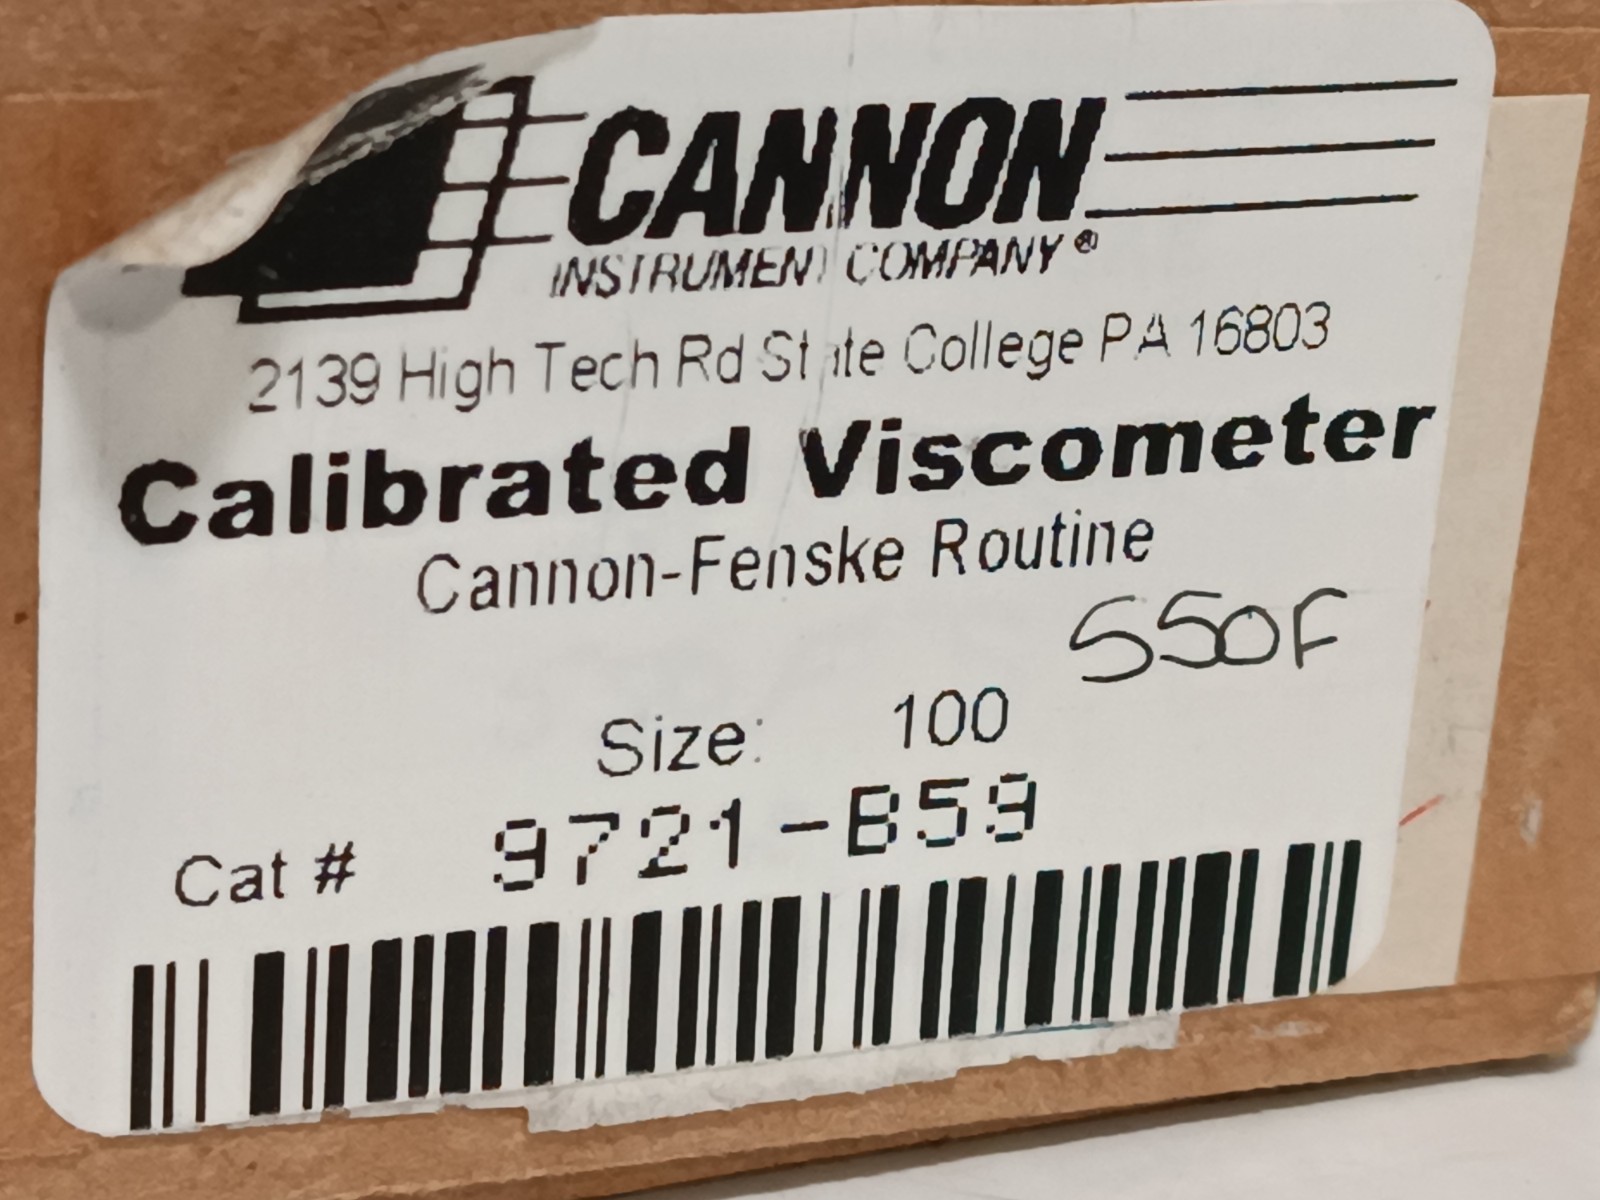 CANNON
INSTRUMENT COMPANY®
2139 High Tech Rd State College PA 16803
Calibrated Viscometer
Cannon-Fenske Routine
550F
Size: 100
Cat # 9721-B59